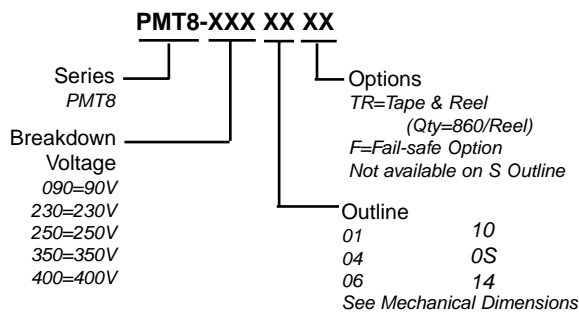 PMT8-XXX XX XX
Series
PMT8
Breakdown
Voltage
090=90V
230=230V
250=250V
350=350V
400=400V
Options
TR=Tape & Reel
(Qty=860/Reel)
F=Fail-safe Option
Not available on S Outline
Outline
01 10
04 0S
06 14
See Mechanical Dimensions